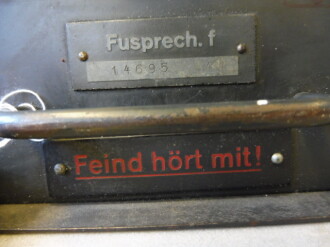 Fusprech. f
14695
Feind hört mit!